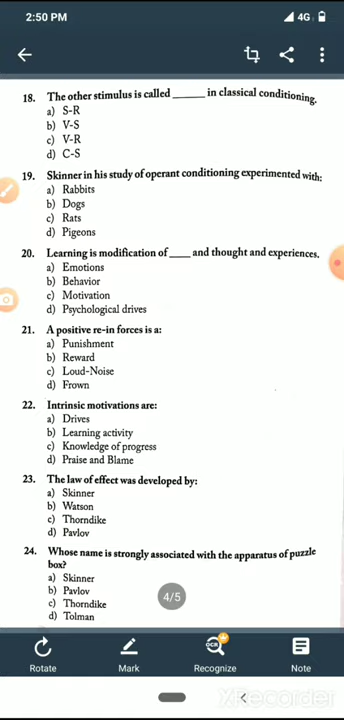 2:50 PM
4G
18. The other stimulus is called ______ in classical conditioning.
a) S-R
b) V-S
c) V-R
d) C-S
19. Skinner in his study of operant conditioning experimented with:
a) Rabbits
b) Dogs
c) Rats
d) Pigeons
20. Learning is modification of ____ and thought and experiences.
a) Emotions
b) Behavior
c) Motivation
d) Psychological drives
21. A positive re-in forces is a:
a) Punishment
b) Reward
c) Loud-Noise
d) Frown
22. Intrinsic motivations are:
a) Drives
b) Learning activity
c) Knowledge of progress
d) Praise and Blame
23. The law of effect was developed by:
a) Skinner
b) Watson
c) Thorndike
d) Pavlov
24. Whose name is strongly associated with the apparatus of puzzle
box?
a) Skinner
b) Pavlov
c) Thorndike
d) Tolman
4/5
OCR
Rotate Mark Recognize Note
XRecorder